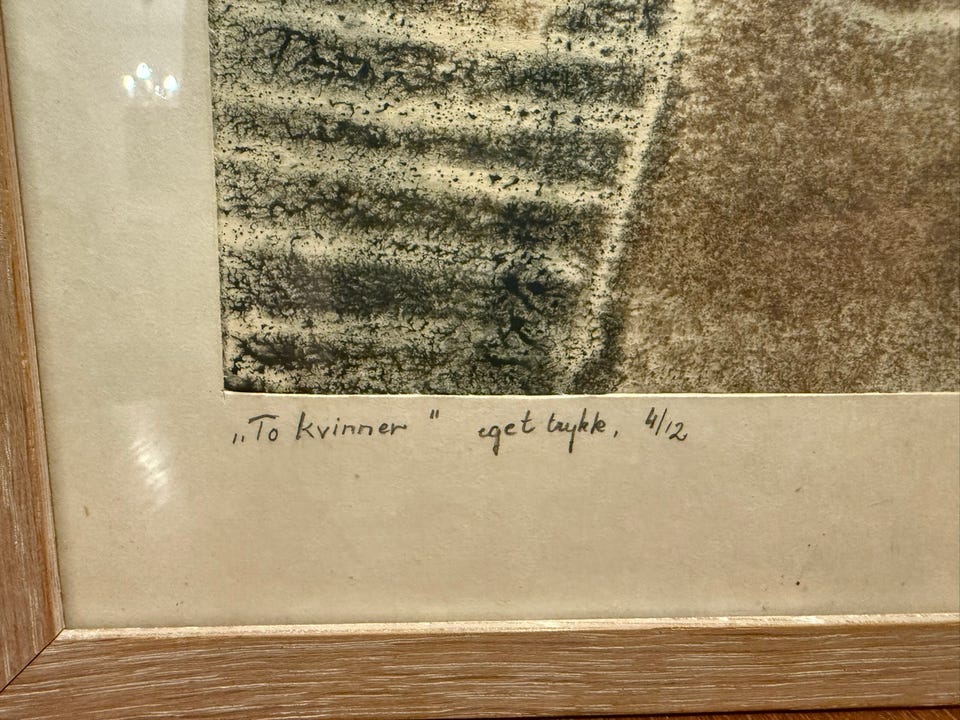 „To kvinner" eget trykk, 4/12